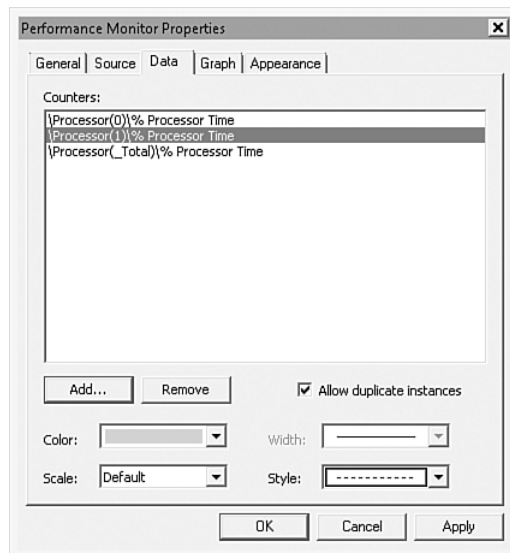 Performance Monitor Properties
General Source Data Graph Appearance
Counters:
\Processor(0)\% Processor Time
\Processor(1)\% Processor Time
\Processor(_Total)\% Processor Time
Add... Remove Allow duplicate instances
Color: Width:
Scale: Default Style:
OK Cancel Apply